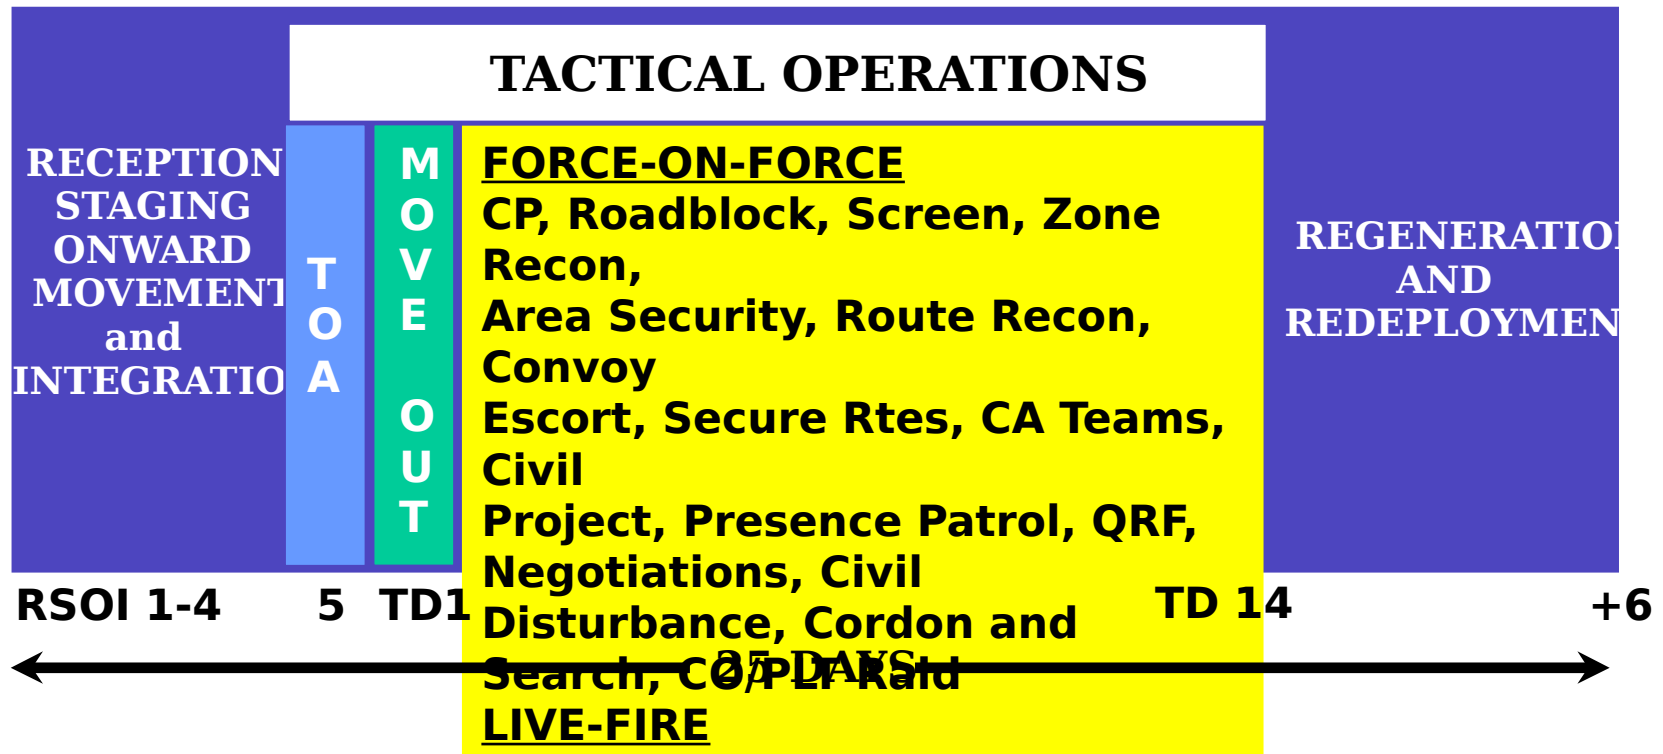 TACTICAL OPERATIONS
RECEPTION
STAGING
ONWARD
MOVEMENT
and
INTEGRATIO
T
O
A
M
O
V
E
O
U
T
FORCE-ON-FORCE
CP, Roadblock, Screen, Zone
Recon,
Area Security, Route Recon,
Convoy
Escort, Secure Rtes, CA Teams,
Civil
Project, Presence Patrol, QRF,
Negotiations, Civil
Disturbance, Cordon and
Search, CO/PLT Raid
LIVE-FIRE
REGENERATIO
AND
REDEPLOYMEN
RSOI 1-4
5
TD1
TD 14
+6
25 DAYS